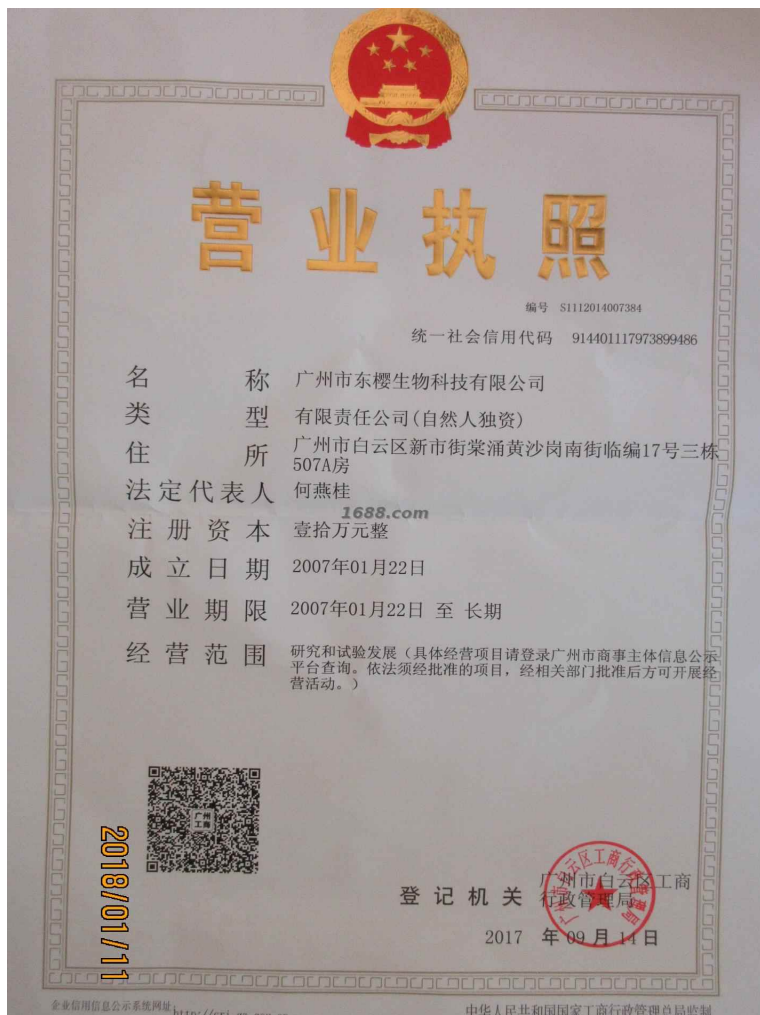 营业执照
编号 S1112014007384
统一社会信用代码 914401117973899486
名称 广州市东樱生物科技有限公司
类型 有限责任公司(自然人独资)
住所 广州市白云区新市街棠涌黄沙岗南街临编17号三栋
507A房
法定代表人 何燕桂
1688.com
注册资本 壹拾万元整
成立日期 2007年01月22日
营业期限 2007年01月22日 至 长期
经营范围 研究和试验发展(具体经营项目请登录广州市商事主体信息公示
平台查询。依法须经批准的项目,经相关部门批准后方可开展经
营活动。)
广州
工商
2018/01/11
登记机关 广州市白云区工商
行政管理局
广州市白云区工商行政管理局
2017 年 09 月 14 日
企业信用信息公示系统网址
中华人民共和国国家工商行政管理总局监制